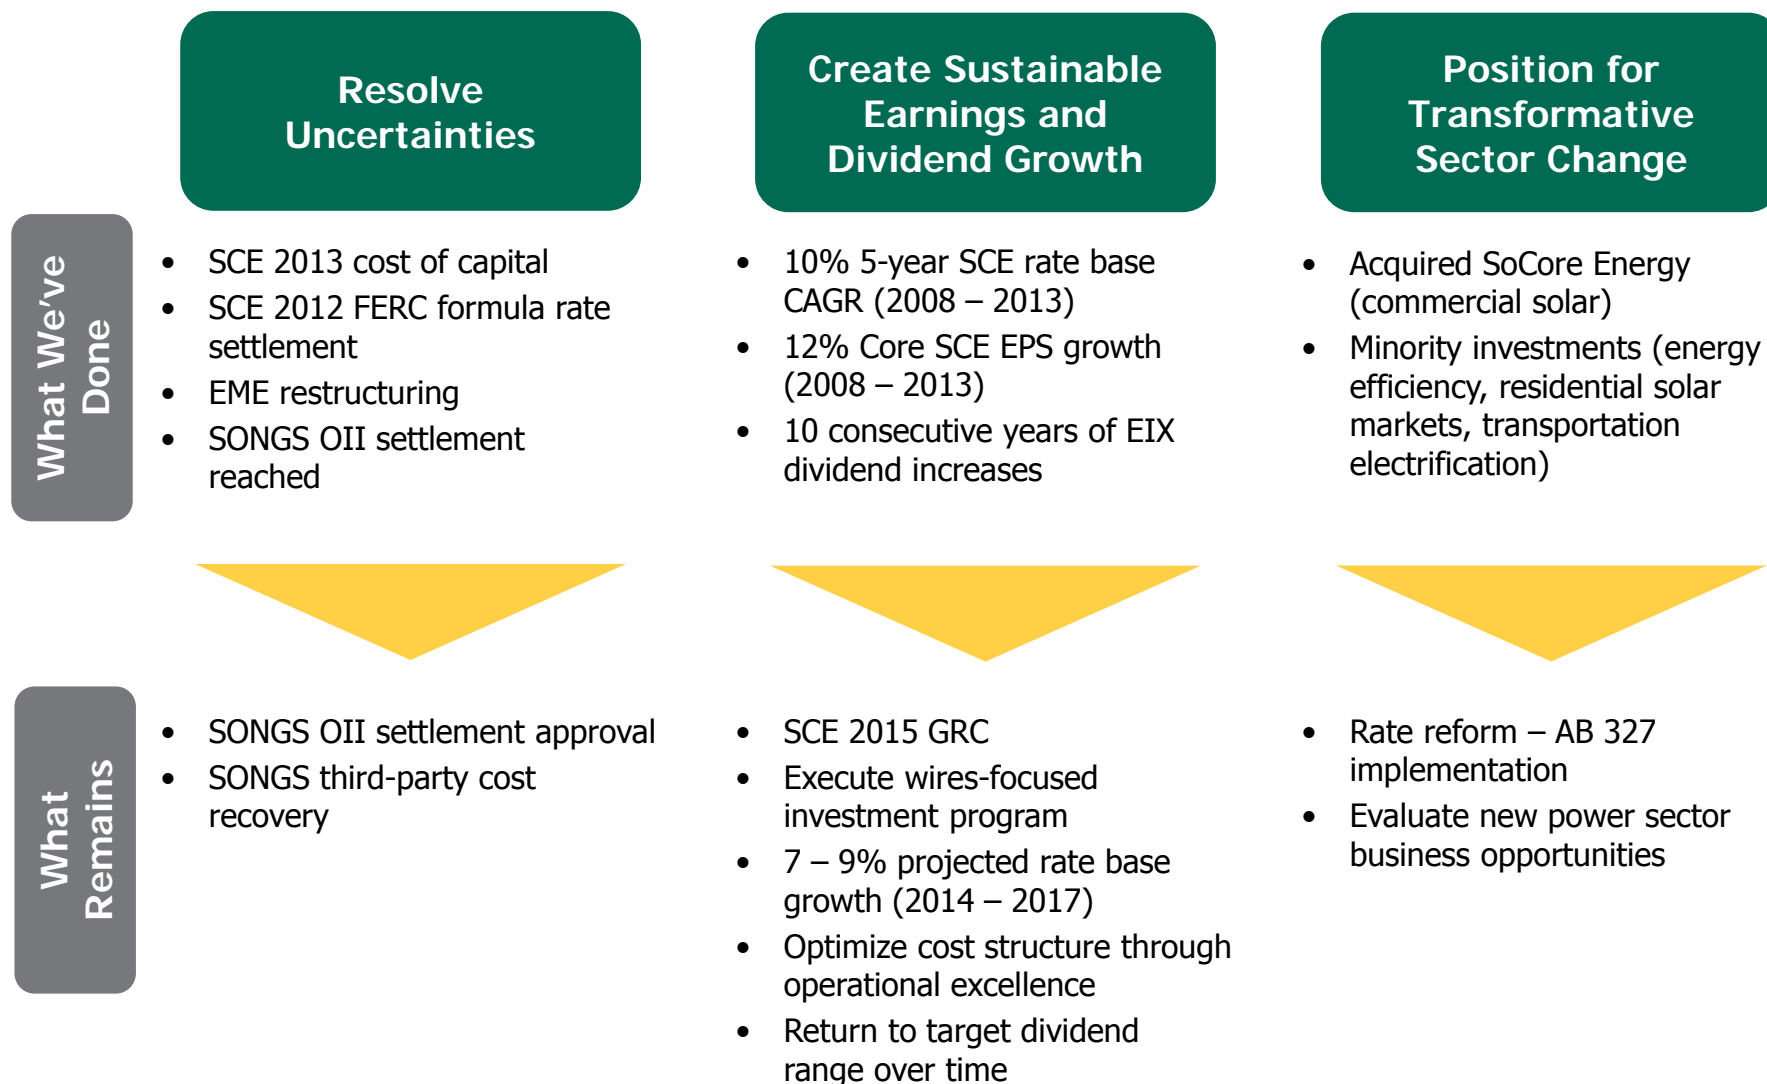 Resolve
Uncertainties
Create Sustainable
Earnings and
Dividend Growth
Position for
Transformative
Sector Change
What We've
Done
• SCE 2013 cost of capital
• SCE 2012 FERC formula rate
settlement
• EME restructuring
• SONGS OII settlement
reached
• 10% 5-year SCE rate base
CAGR (2008 – 2013)
• 12% Core SCE EPS growth
(2008 – 2013)
• 10 consecutive years of EIX
dividend increases
• Acquired SoCore Energy
(commercial solar)
• Minority investments (energy
efficiency, residential solar
markets, transportation
electrification)
What
Remains
• SONGS OII settlement approval
• SONGS third-party cost
recovery
• SCE 2015 GRC
• Execute wires-focused
investment program
• 7 – 9% projected rate base
growth (2014 – 2017)
• Optimize cost structure through
operational excellence
• Return to target dividend
range over time
• Rate reform – AB 327
implementation
• Evaluate new power sector
business opportunities